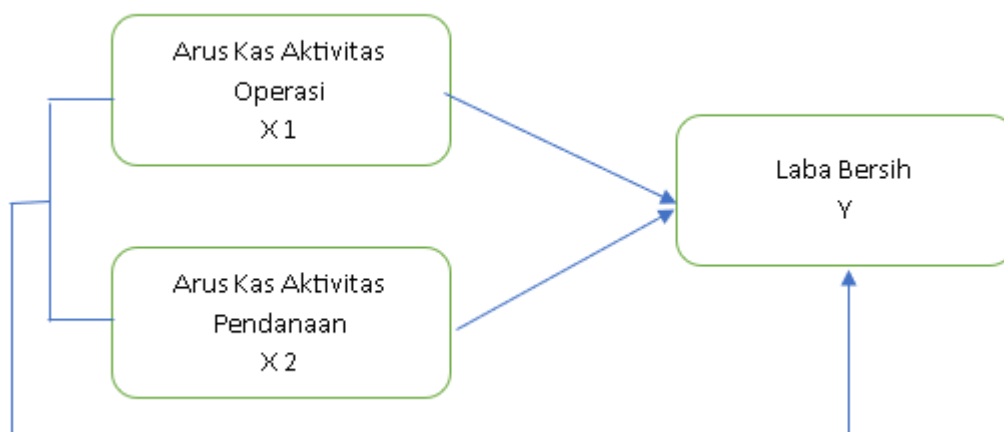 Arus Kas Aktivitas
Operasi
X 1
Arus Kas Aktivitas
Pendanaan
X 2
Laba Bersih
Y